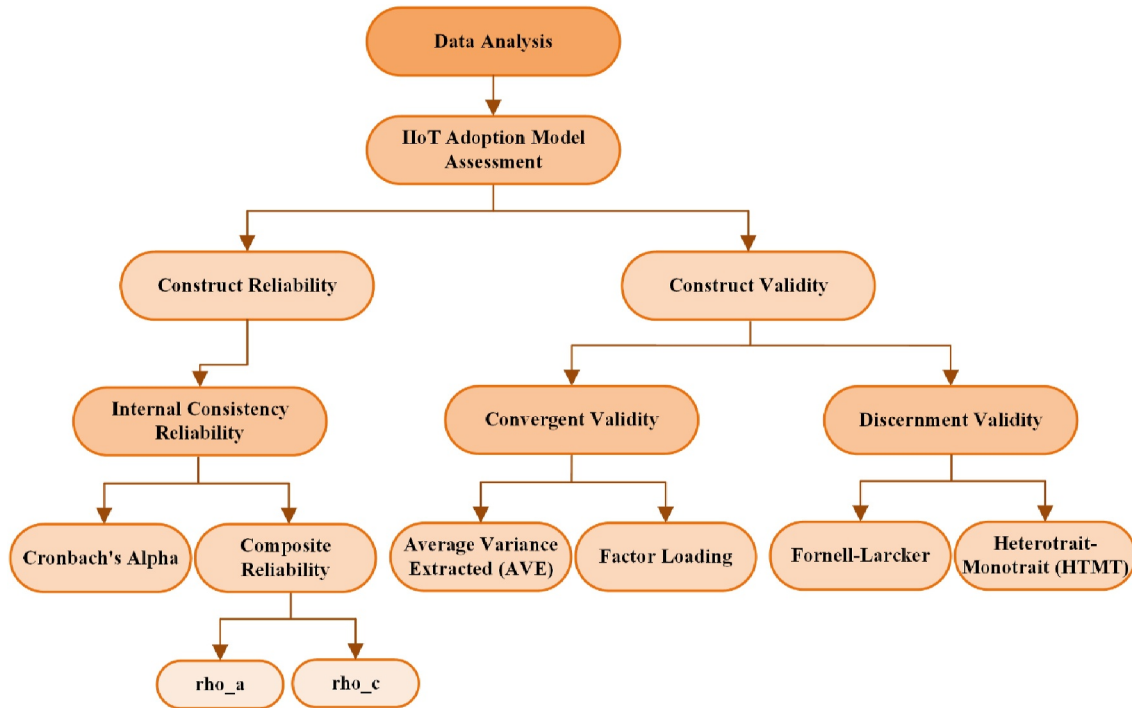 Data Analysis
IIoT Adoption Model
Assessment
Construct Reliability
Construct Validity
Internal Consistency
Reliability
Convergent Validity
Discernment Validity
Cronbach's Alpha
Composite
Reliability
Average Variance
Extracted (AVE)
Factor Loading
Fornell-Larcker
Heterotrait-
Monotrait (HTMT)
rho_a
rho_c